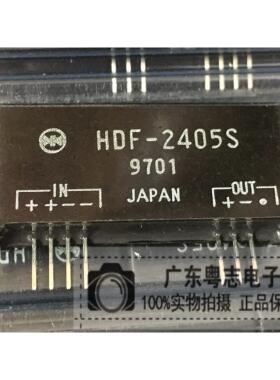 HDF-2405S
9701
IN OUT
++-- JAPAN +-●
广东粤志电子
100%实物拍摄 正品保证